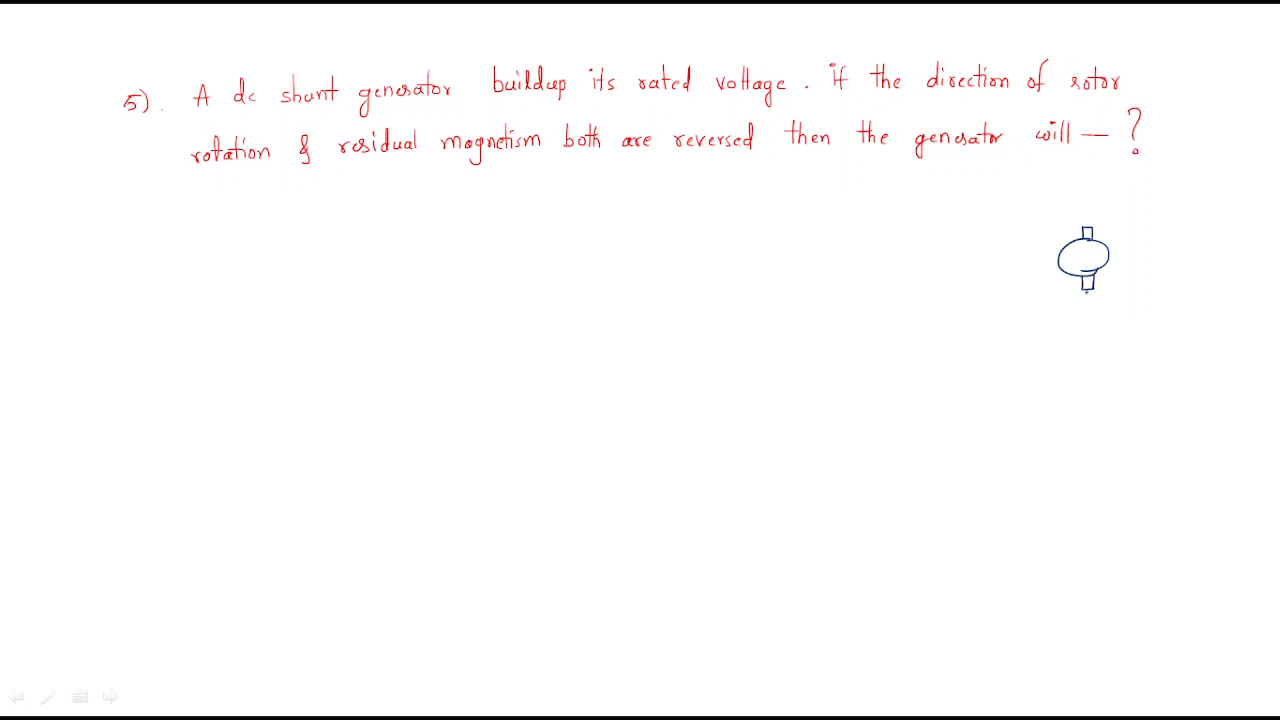 5). A dc shunt generator buildup its rated voltage. If the direction of rotor
rotation & residual magnetism both are reversed then the generator will — ?